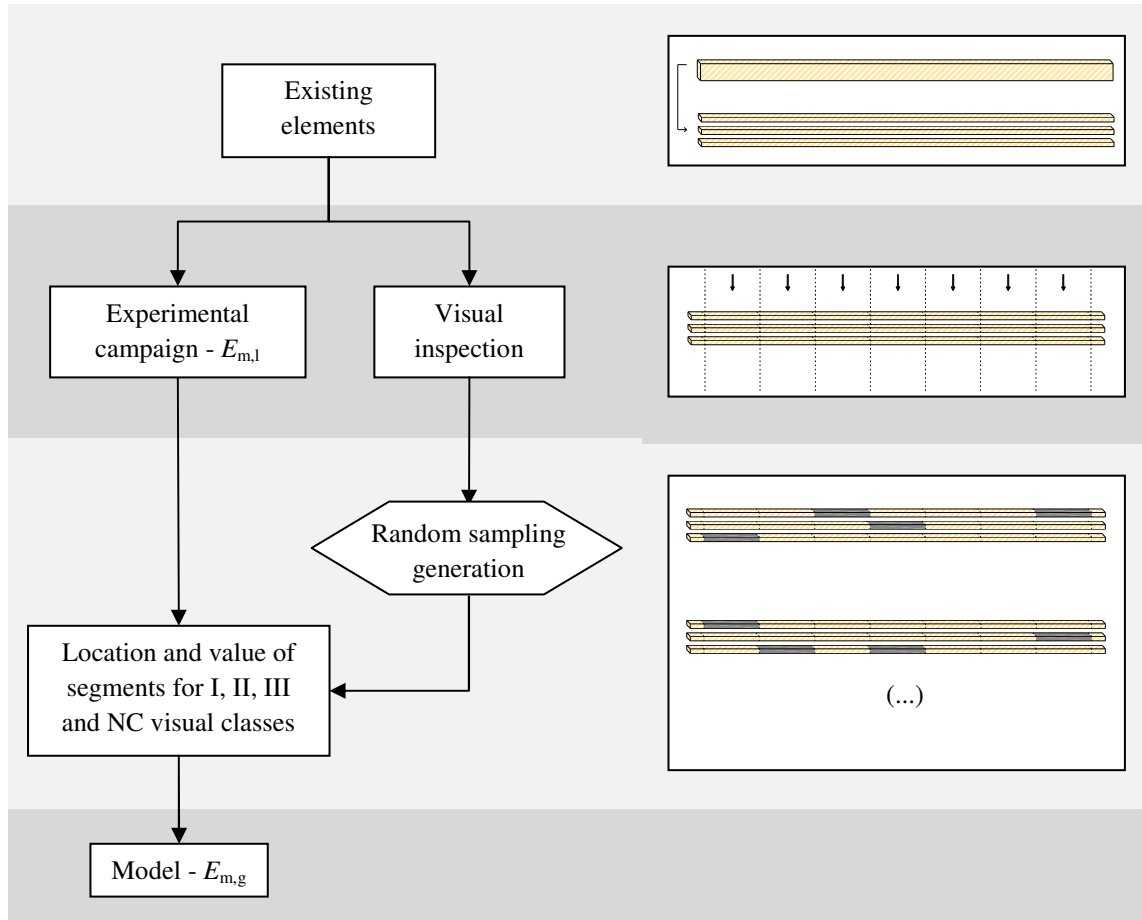 Existing
elements
Experimental
campaign - Em,l
Visual
inspection
Random sampling
generation
Location and value of
segments for I, II, III
and NC visual classes
(...)
Model - Em,g